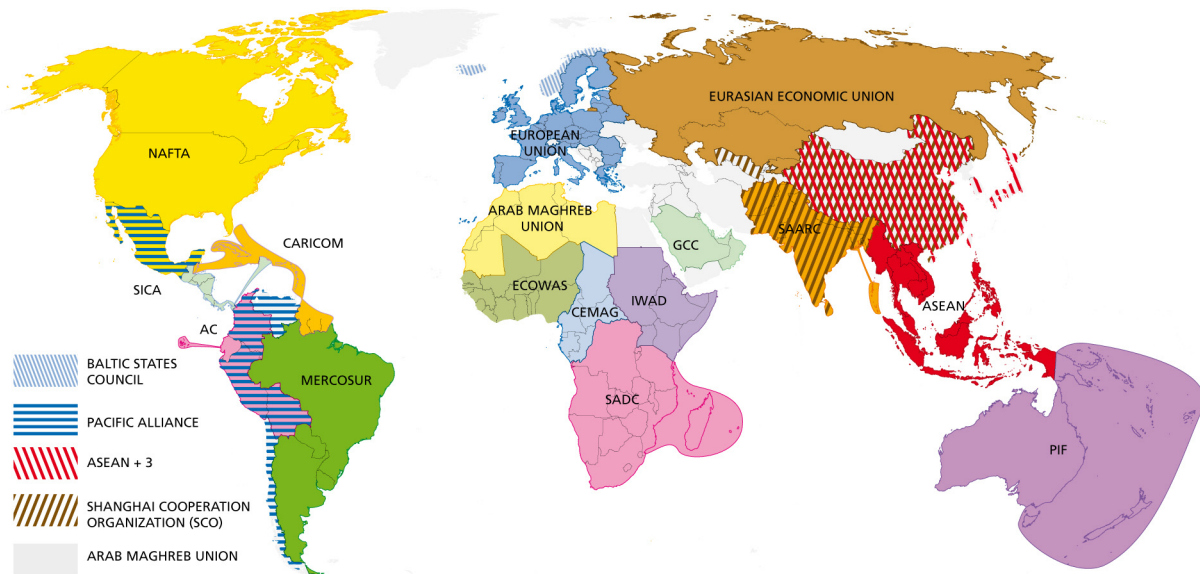 NAFTA
EURASIAN ECONOMIC UNION
EUROPEAN
UNION
ARAB MAGHREB
UNION
CARICOM
SICA
AC
GCC
SAARC
ECOWAS
CEMAG
IWAD
ASEAN
MERCOSUR
SADC
PIF
BALTIC STATES
COUNCIL
PACIFIC ALLIANCE
ASEAN + 3
SHANGHAI COOPERATION
ORGANIZATION (SCO)
ARAB MAGHREB UNION